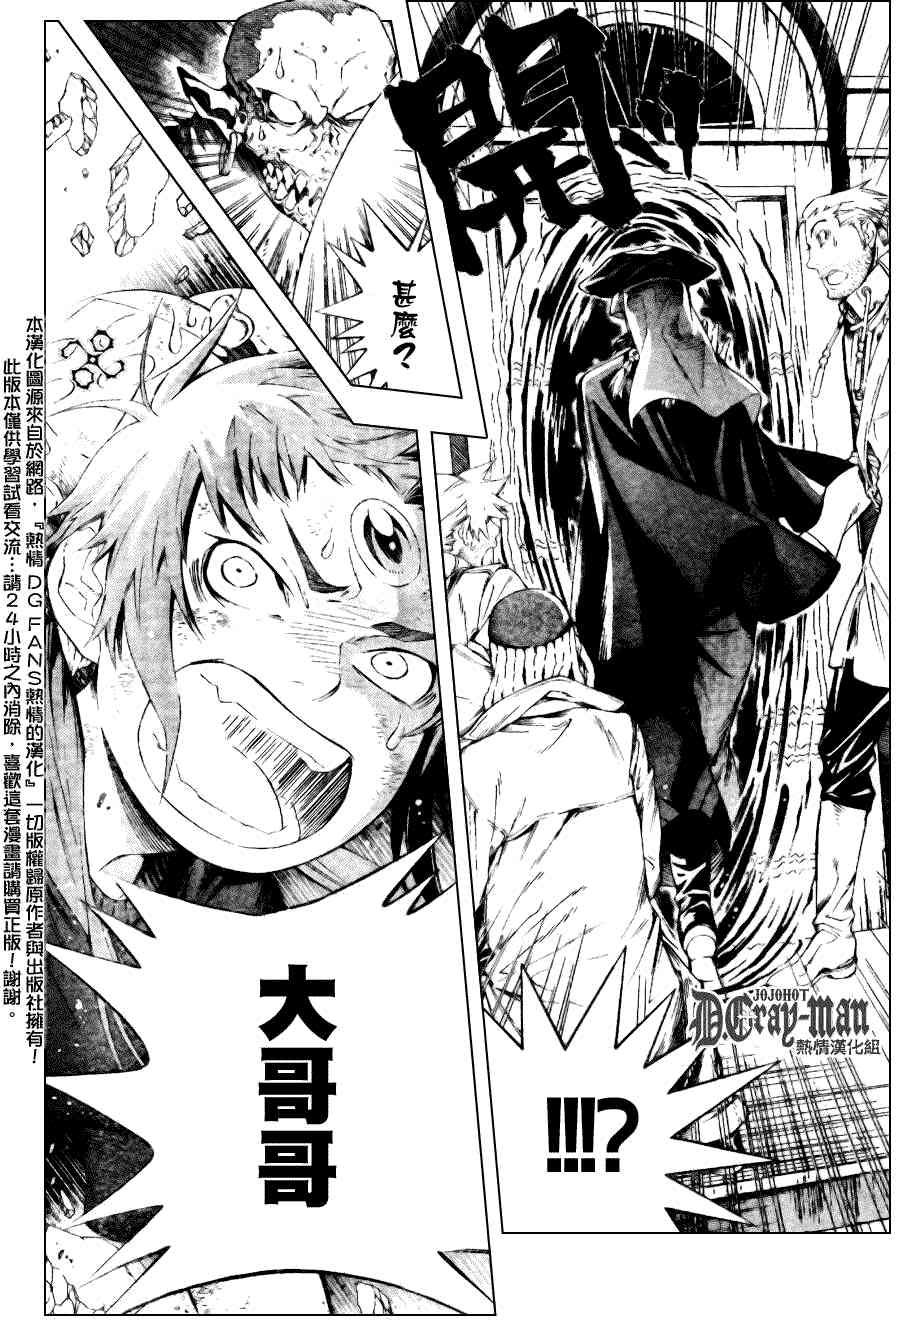 開
!!!!?
甚麼?
大哥哥
JOJOHOT
D.Gray-man
熱情漢化組
本漢化圖源來自於網路，『熱情DGFANS熱情的漢化』一切版權歸原作者與出版社擁有！
此版本僅供學習試看交流…請24小時之內消除，喜歡這套漫畫請購買正版！謝謝。